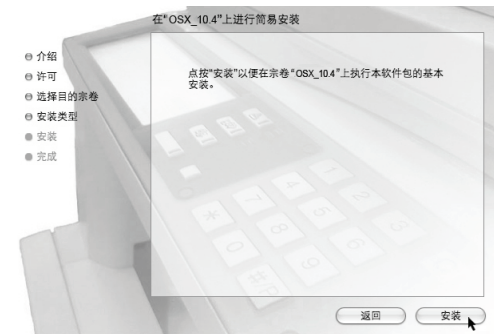 在“OSX_10.4”上进行简易安装
介绍
许可
选择目的宗卷
安装类型
安装
完成
点按“安装”以便在宗卷“OSX_10.4”上执行本软件包的基本
安装。
返回
安装